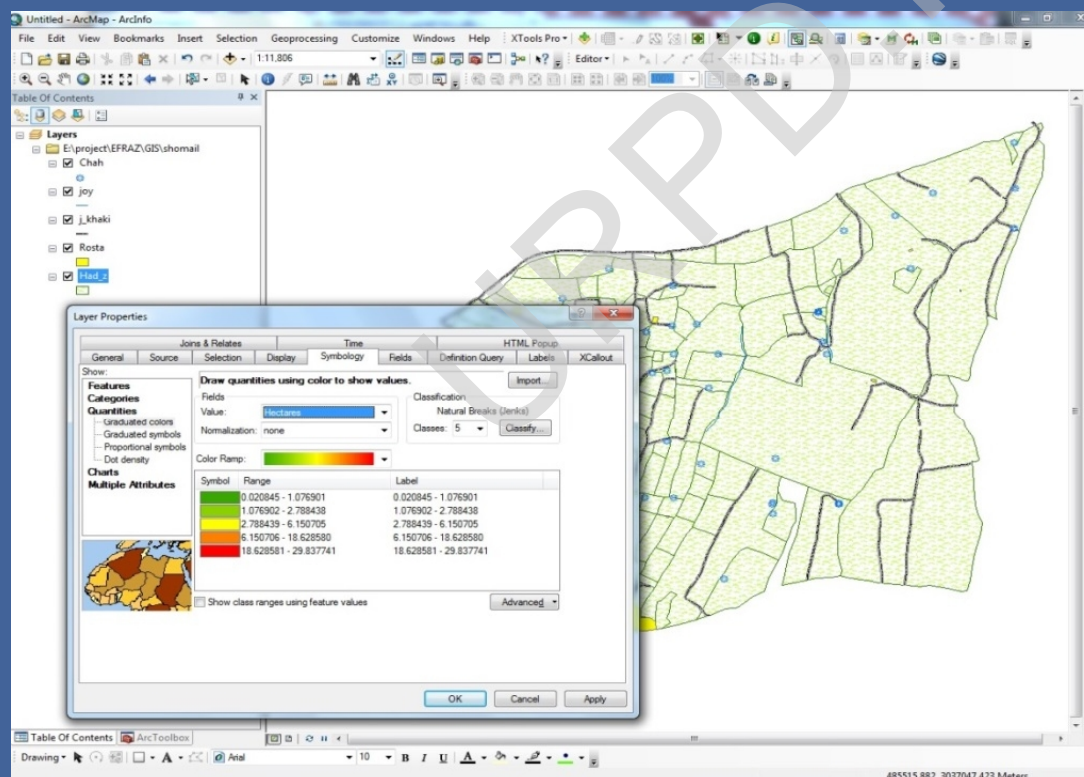 Untitled - ArcMap - ArcInfo
File Edit View Bookmarks Insert Selection Geoprocessing Customize Windows Help XTools Pro
1:11,806
Editor
Table Of Contents
Layers
E:\project\EFRAZ\GIS\shomail
Chah
joy
j_khaki
Rosta
Had_z
Layer Properties
Joins & Relates Time HTML Popup
General Source Selection Display Symbology Fields Definition Query Labels XCallout
Show:
Features
Categories
Quantities
Graduated colors
Graduated symbols
Proportional symbols
Dot density
Charts
Multiple Attributes
Draw quantities using color to show values.
Import...
Fields
Value: Hectares
Normalization: none
Classification
Natural Breaks (Jenks)
Classes: 5 Classify...
Color Ramp:
Symbol Range Label
0.020845 - 1.076901 0.020845 - 1.076901
1.076902 - 2.788438 1.076902 - 2.788438
2.788439 - 6.150705 2.788439 - 6.150705
6.150706 - 18.628580 6.150706 - 18.628580
18.628581 - 29.837741 18.628581 - 29.837741
Show class ranges using feature values
Advanced
OK Cancel Apply
Table Of Contents ArcToolbox
Drawing A Arial 10 B I U A
485515.882 3037047.423 Meters
URPD